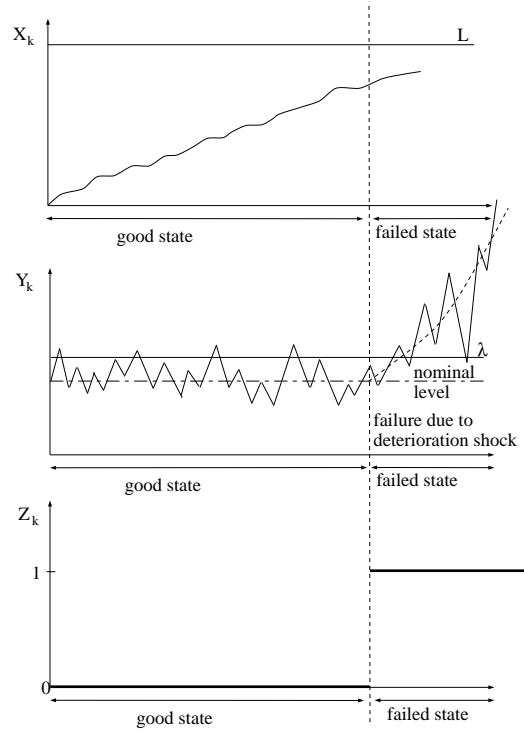 X_k
L
good state
failed state
Y_k
λ
nominal
level
failure due to
deterioration shock
good state
failed state
Z_k
1
0
good state
failed state